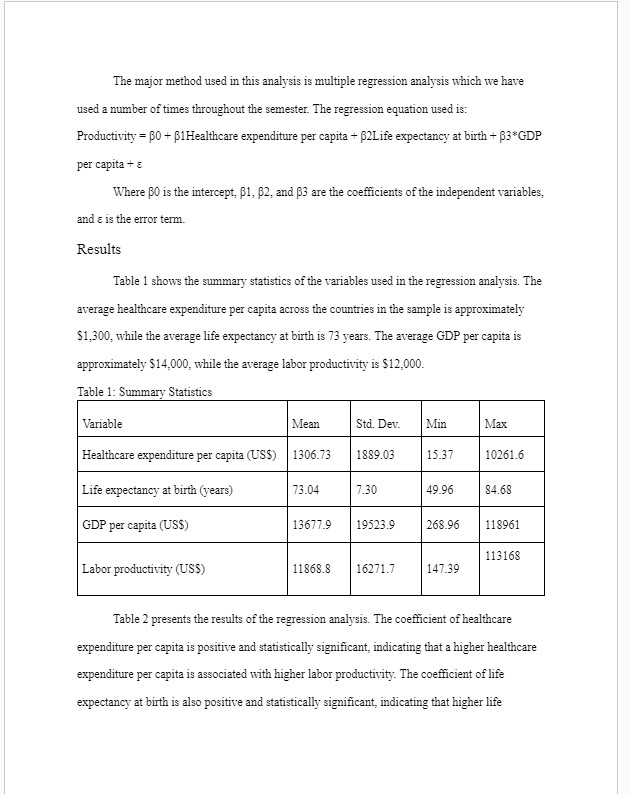 The major method used in this analysis is multiple regression analysis which we have
used a number of times throughout the semester. The regression equation used is:
Productivity = β0 + β1Healthcare expenditure per capita + β2Life expectancy at birth + β3*GDP
per capita + ε
Where β0 is the intercept, β1, β2, and β3 are the coefficients of the independent variables,
and ε is the error term.
Results
Table 1 shows the summary statistics of the variables used in the regression analysis. The
average healthcare expenditure per capita across the countries in the sample is approximately
$1,300, while the average life expectancy at birth is 73 years. The average GDP per capita is
approximately $14,000, while the average labor productivity is $12,000.
Table 1: Summary Statistics
Variable Mean Std. Dev. Min Max
Healthcare expenditure per capita (US$) 1306.73 1889.03 15.37 10261.6
Life expectancy at birth (years) 73.04 7.30 49.96 84.68
GDP per capita (US$) 13677.9 19523.9 268.96 118961
Labor productivity (US$) 11868.8 16271.7 147.39 113168
Table 2 presents the results of the regression analysis. The coefficient of healthcare
expenditure per capita is positive and statistically significant, indicating that a higher healthcare
expenditure per capita is associated with higher labor productivity. The coefficient of life
expectancy at birth is also positive and statistically significant, indicating that higher life